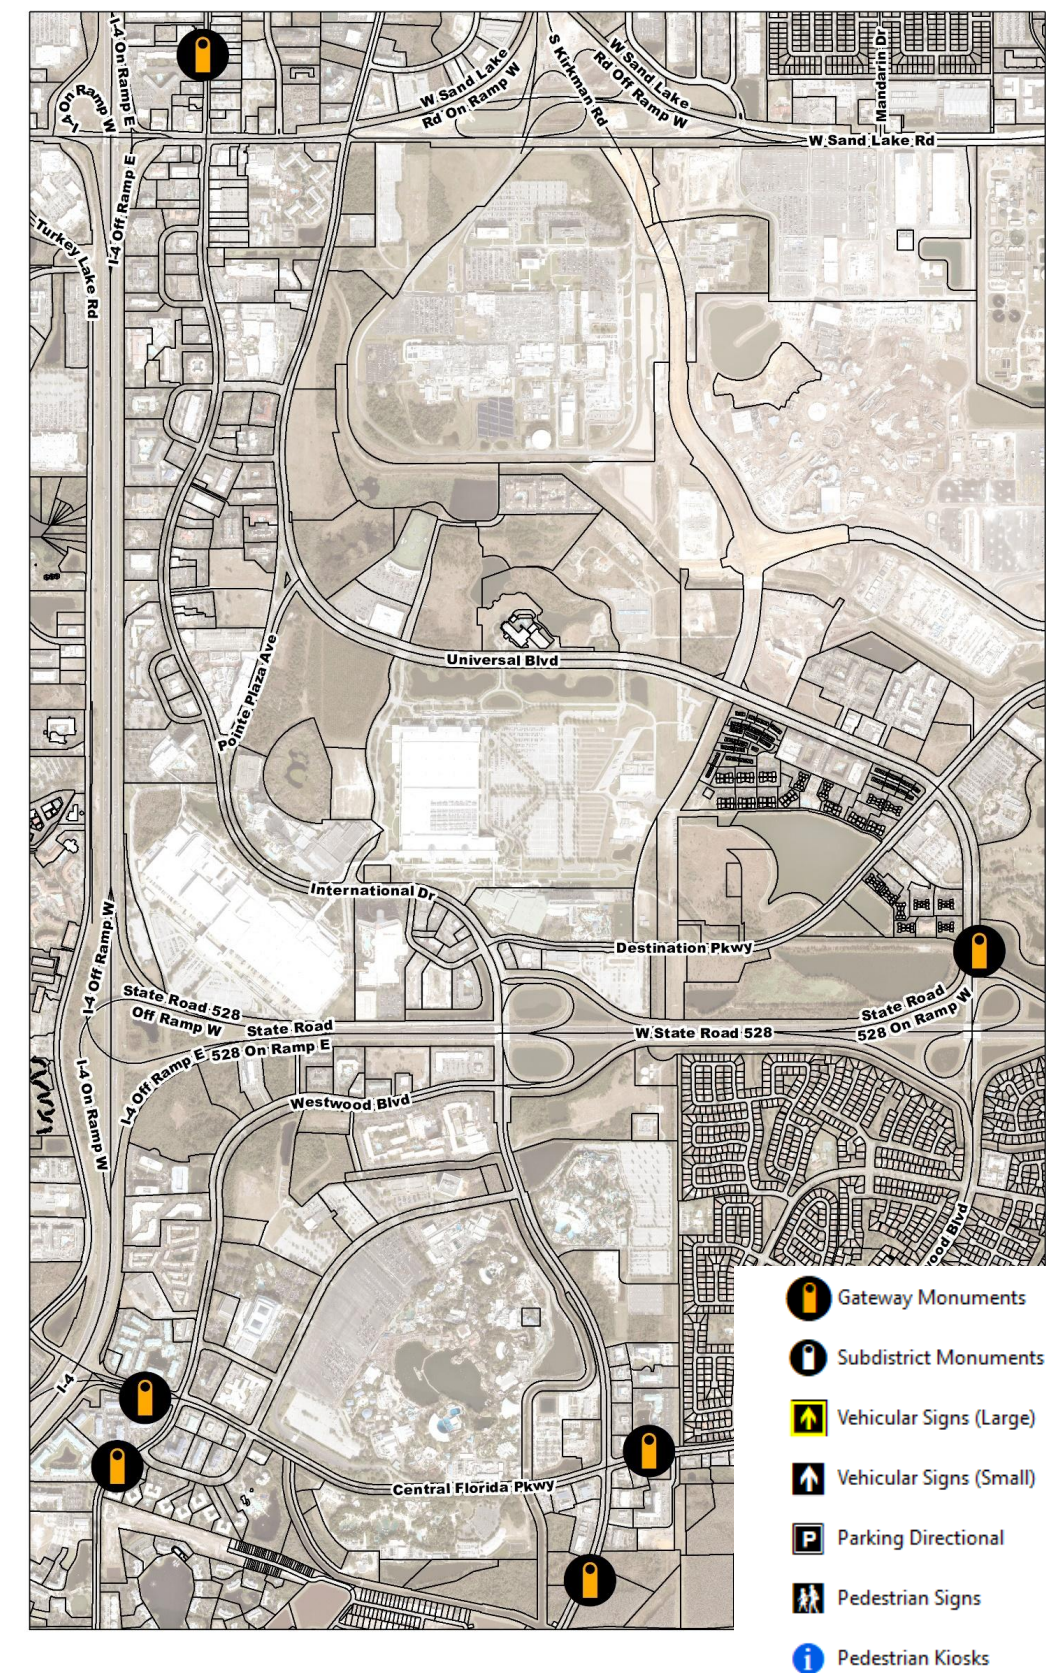 I-4 On Ramp E
I-4
On Ramp W
I-4 Off Ramp E
Turkey Lake Rd
W Sand Lake
Rd On Ramp W
S Kirkman Rd
W Sand Lake
Rd Off Ramp W
Mandarin Dr
W Sand Lake Rd
Universal Blvd
Pointe Plaza Ave
International Dr
Destination Pkwy
I-4 Off Ramp W
State Road 528
Off Ramp W
State Road
528 On Ramp E
W State Road 528
State Road
528 On Ramp W
I-4 Off Ramp E
I-4 On Ramp W
Westwood Blvd
wood Blvd
I-4
Central Florida Pkwy
Gateway Monuments
Subdistrict Monuments
Vehicular Signs (Large)
Vehicular Signs (Small)
P
Parking Directional
Pedestrian Signs
i
Pedestrian Kiosks